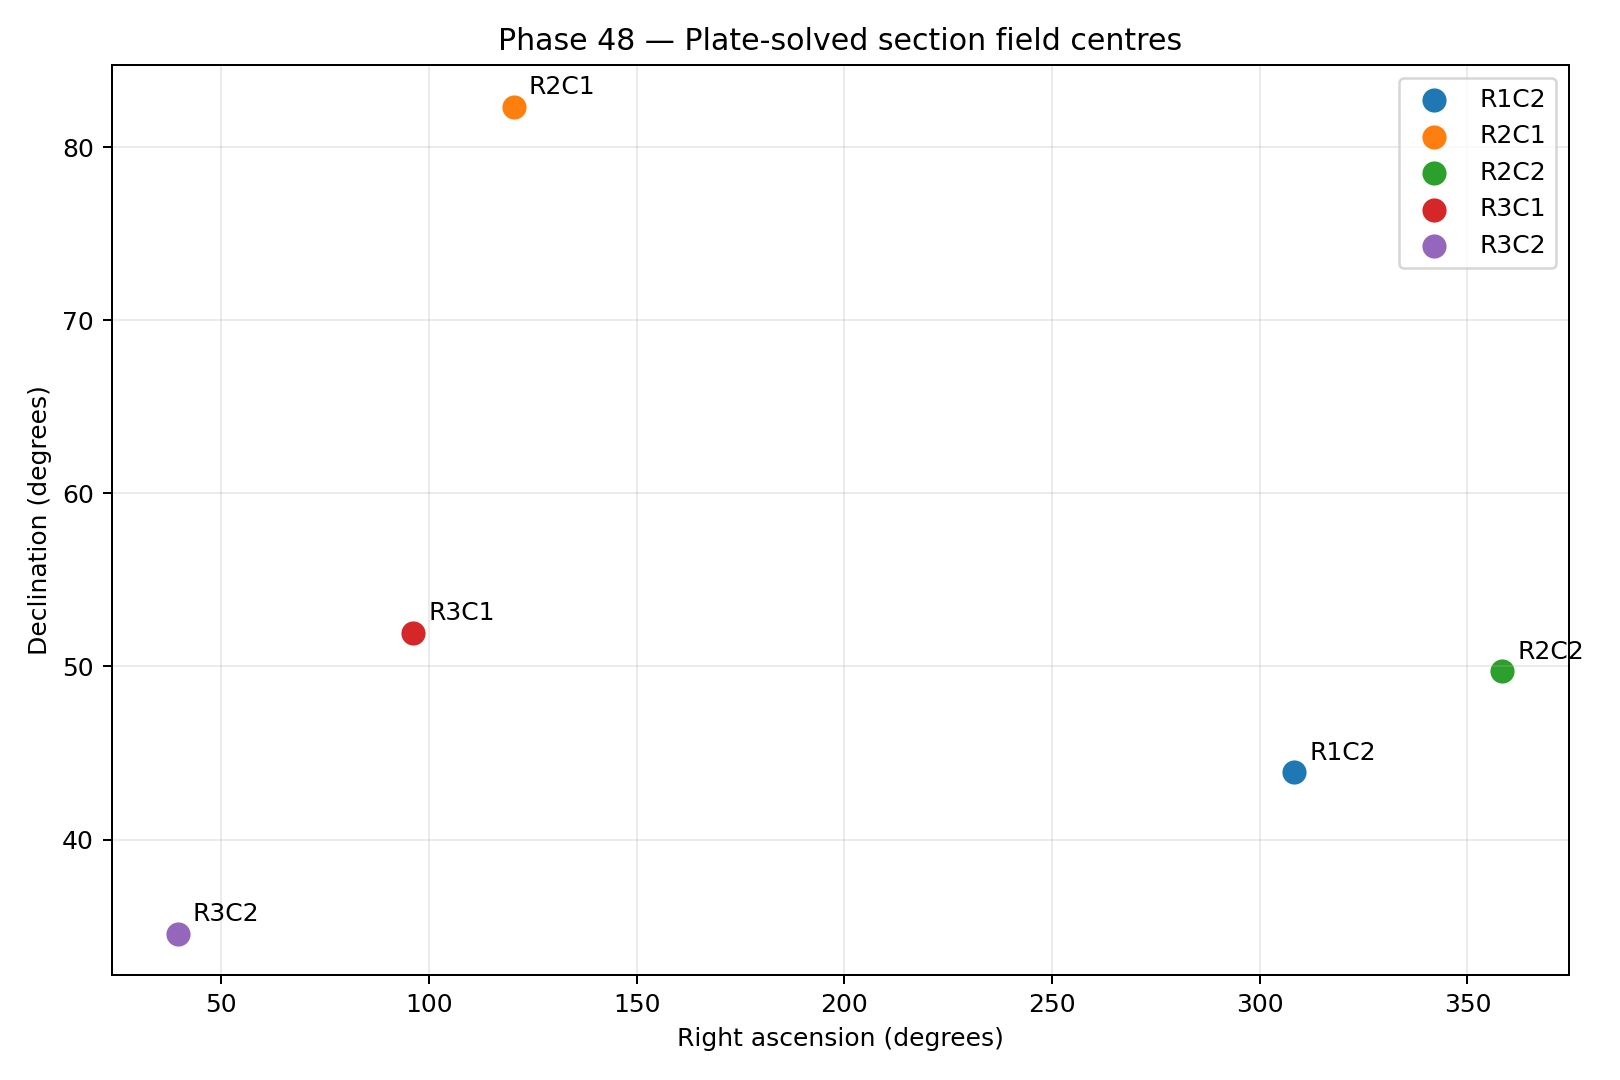 Phase 48 — Plate-solved section field centres
R2C1
R1C2
R2C1
R2C2
R3C1
R3C2
80
70
60
50
40
Declination (degrees)
R3C1
R2C2
R1C2
R3C2
50
100
150
200
250
300
350
Right ascension (degrees)